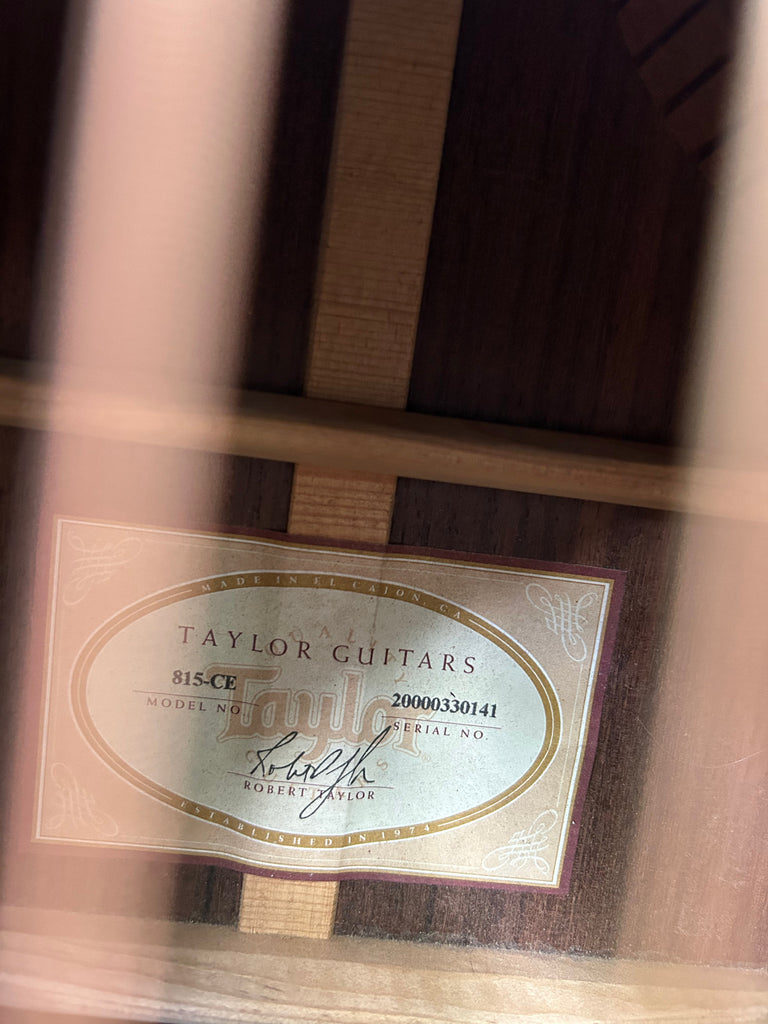 MADE IN EL CAJON, CA
TAYLOR GUITARS
815-CE
MODEL NO.
20000330141
SERIAL NO.
Taylor
®
ROBERT TAYLOR
ESTABLISHED IN 1974